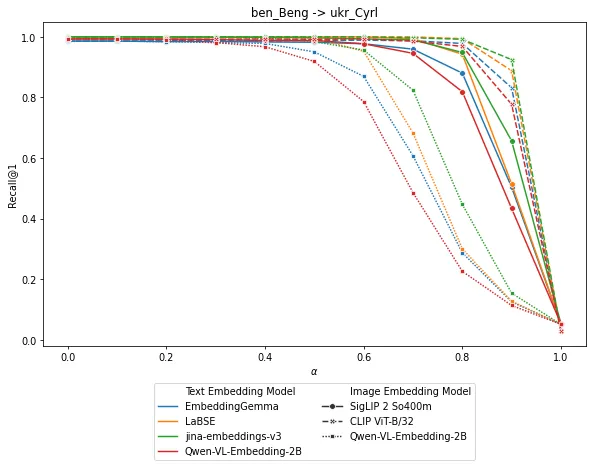 ben_Beng -> ukr_Cyrl
1.0
0.8
0.6
0.4
0.2
0.0
Recall@1
0.0 0.2 0.4 0.6 0.8 1.0
α
Text Embedding Model
EmbeddingGemma
LaBSE
jina-embeddings-v3
Qwen-VL-Embedding-2B
Image Embedding Model
SigLIP 2 So400m
CLIP ViT-B/32
Qwen-VL-Embedding-2B